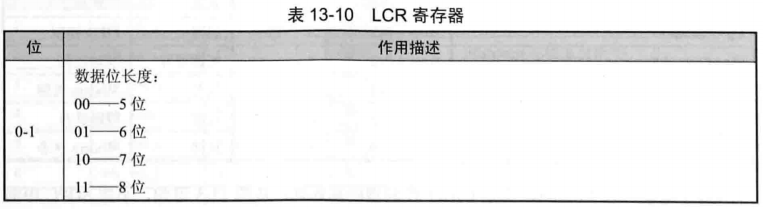 表 13-10 LCR 寄存器
位 作用描述
数据位长度：
00——5 位
0-1 01——6 位
10——7 位
11——8 位